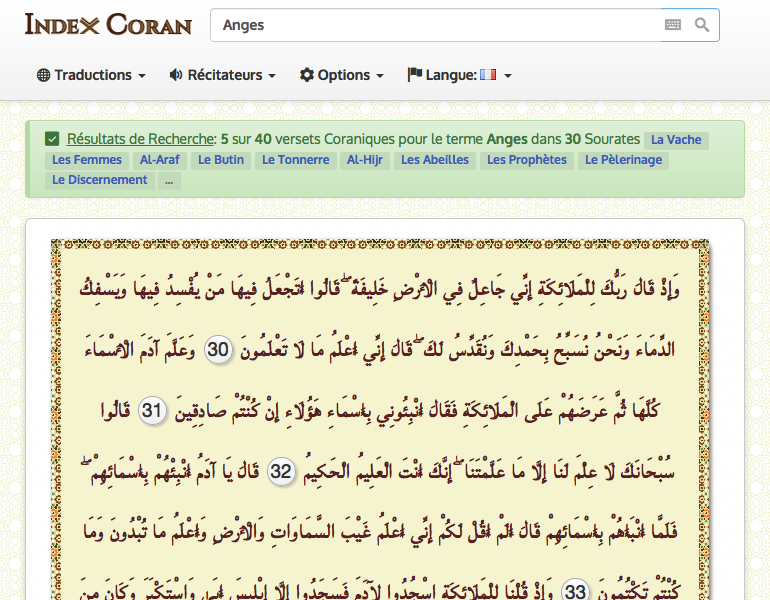 Index Coran
Anges
Traductions Récitateurs Options Langue:
Résultats de Recherche: 5 sur 40 versets Coraniques pour le terme Anges dans 30 Sourates La Vache
Les Femmes Al-Araf Le Butin Le Tonnerre Al-Hijr Les Abeilles Les Prophètes Le Pèlerinage
Le Discernement ...
وَإِذْ قَالَ رَبُّكَ لِلْمَلَائِكَةِ إِنِّي جَاعِلٌ فِي الْأَرْضِ خَلِيفَةً ۖ قَالُوا أَتَجْعَلُ فِيهَا مَنْ يُفْسِدُ فِيهَا وَيَسْفِكُ
الدِّمَاءَ وَنَحْنُ نُسَبِّحُ بِحَمْدِكَ وَنُقَدِّسُ لَكَ ۖ قَالَ إِنِّي أَعْلَمُ مَا لَا تَعْلَمُونَ 30 وَعَلَّمَ آدَمَ الْأَسْمَاءَ
كُلَّهَا ثُمَّ عَرَضَهُمْ عَلَى الْمَلَائِكَةِ فَقَالَ أَنْبِئُونِي بِأَسْمَاءِ هَؤُلَاءِ إِنْ كُنْتُمْ صَادِقِينَ 31 قَالُوا
سُبْحَانَكَ لَا عِلْمَ لَنَا إِلَّا مَا عَلَّمْتَنَا ۖ إِنَّكَ أَنْتَ الْعَلِيمُ الْحَكِيمُ 32 قَالَ يَا آدَمُ أَنْبِئْهُمْ بِأَسْمَائِهِمْ ۖ
فَلَمَّا أَنْبَأَهُمْ بِأَسْمَائِهِمْ قَالَ أَلَمْ أَقُلْ لَكُمْ إِنِّي أَعْلَمُ غَيْبَ السَّمَاوَاتِ وَالْأَرْضِ وَأَعْلَمُ مَا تُبْدُونَ وَمَا
كُنْتُمْ تَكْتُمُونَ 33 وَإِذْ قُلْنَا لِلْمَلَائِكَةِ اسْجُدُوا لِآدَمَ فَسَجَدُوا إِلَّا إِبْلِيسَ أَبَى وَاسْتَكْبَرَ وَكَانَ مِنَ